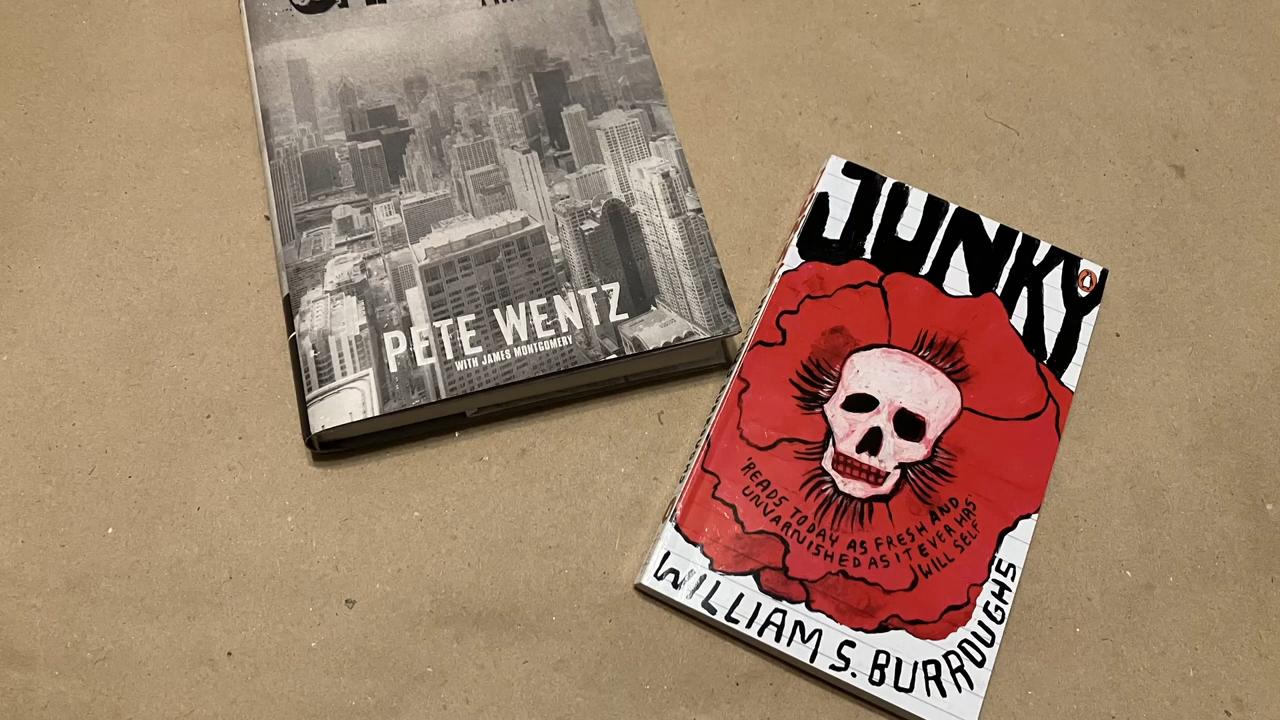 PETE WENTZ
WITH JAMES MONTGOMERY
JUNKY
'READS TODAY AS FRESH AND
UNVARNISHED AS IT EVER HAS'
WILL SELF
WILLIAM S. BURROUGHS